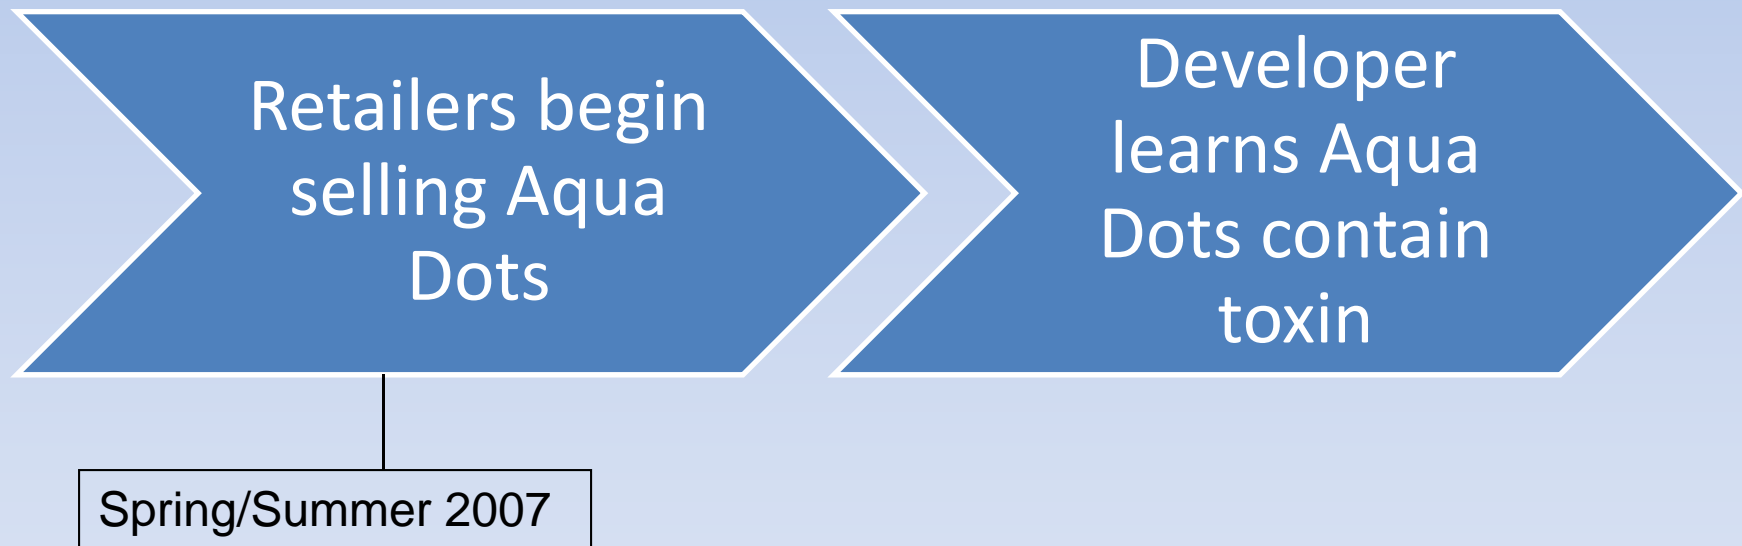 Retailers begin
selling Aqua
Dots
Developer
learns Aqua
Dots contain
toxin
Spring/Summer 2007